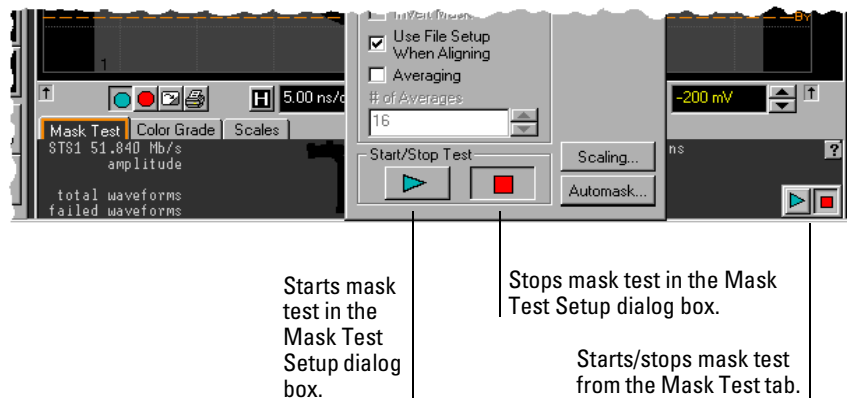 Invert Mask
By
Use File Setup
When Aligning
1
Averaging
H
5.00 ns/d
# of Averages
-200 mV
16
Mask Test
Color Grade
Scales
STS1 51.840 Mb/s
Start/Stop Test
Scaling...
ns
?
amplitude
Automask...
total waveforms
failed waveforms
Starts mask
test in the
Mask Test
Setup dialog
box.
Stops mask test in the Mask
Test Setup dialog box.
Starts/stops mask test
from the Mask Test tab.